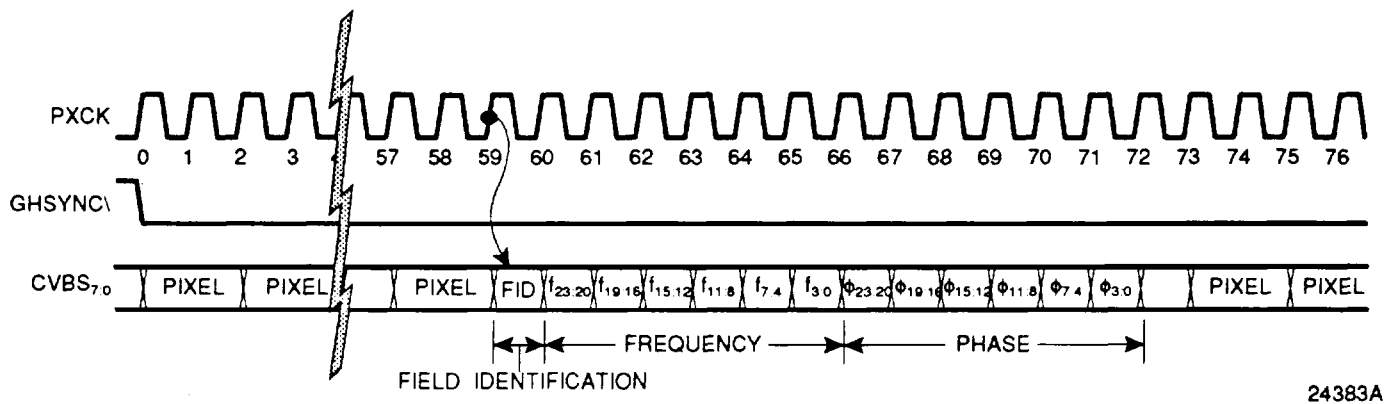 PXCK
0 1 2 3 4 57 58 59 60 61 62 63 64 65 66 67 68 69 70 71 72 73 74 75 76
GHSYNC\
CVBS7:0 PIXEL PIXEL PIXEL FID f23:20 f19:16 f15:12 f11:8 f7:4 f3:0 ϕ23:20 ϕ19:16 ϕ15:12 ϕ11:8 ϕ7:4 ϕ3:0 PIXEL PIXEL
FREQUENCY PHASE
FIELD IDENTIFICATION
24383A